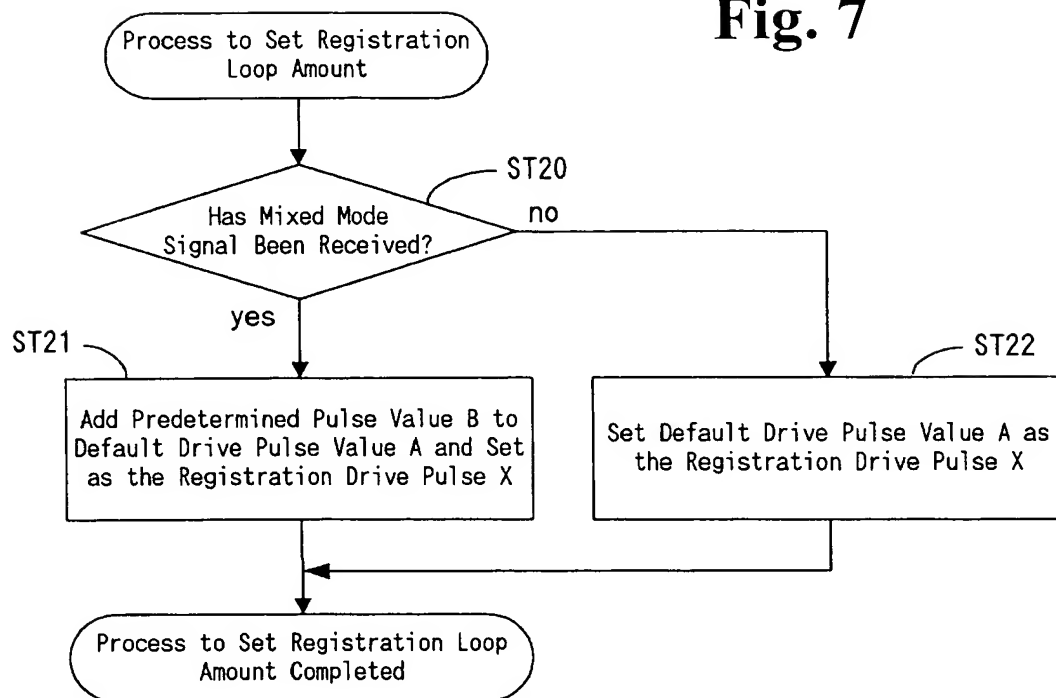 Fig. 7
Process to Set Registration
Loop Amount
ST20
Has Mixed Mode
Signal Been Received?
no
yes
ST21
ST22
Add Predetermined Pulse Value B to
Default Drive Pulse Value A and Set
as the Registration Drive Pulse X
Set Default Drive Pulse Value A as
the Registration Drive Pulse X
Process to Set Registration Loop
Amount Completed